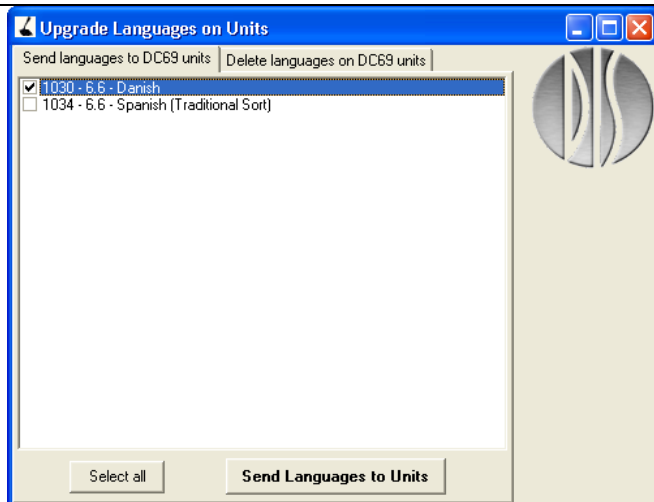 Upgrade Languages on Units
Send languages to DC69 units
Delete languages on DC69 units
1030 - 6.6 - Danish
1034 - 6.6 - Spanish (Traditional Sort)
DIS
Select all
Send Languages to Units